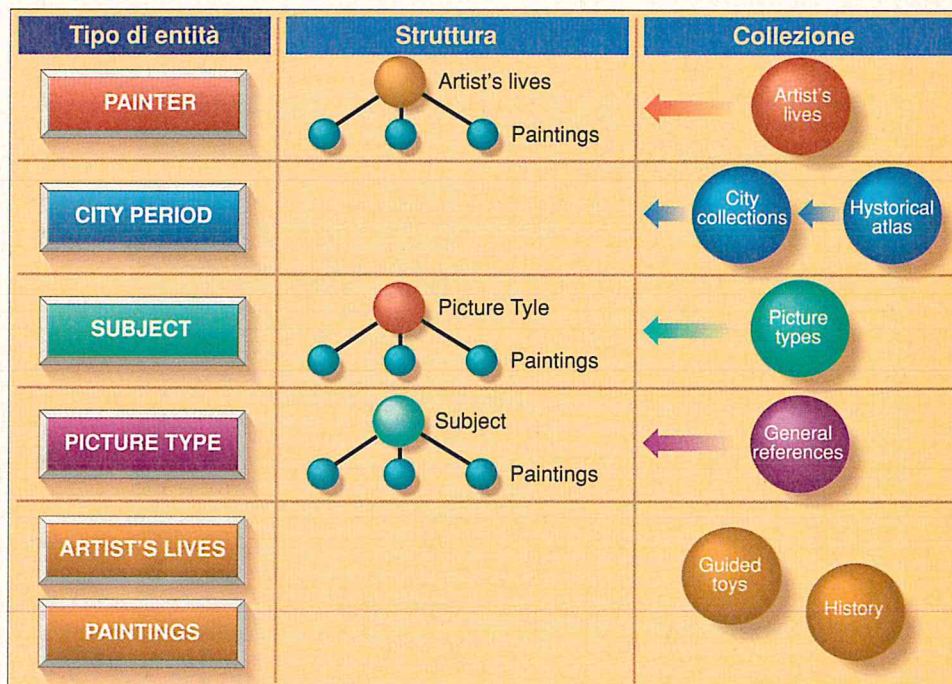 Tipo di entità
Struttura
Collezione
PAINTER
Artist's lives
Paintings
Artist's
lives
CITY PERIOD
City
collections
Hystorical
atlas
SUBJECT
Picture Tyle
Paintings
Picture
types
PICTURE TYPE
Subject
Paintings
General
references
ARTIST'S LIVES
PAINTINGS
Guided
toys
History